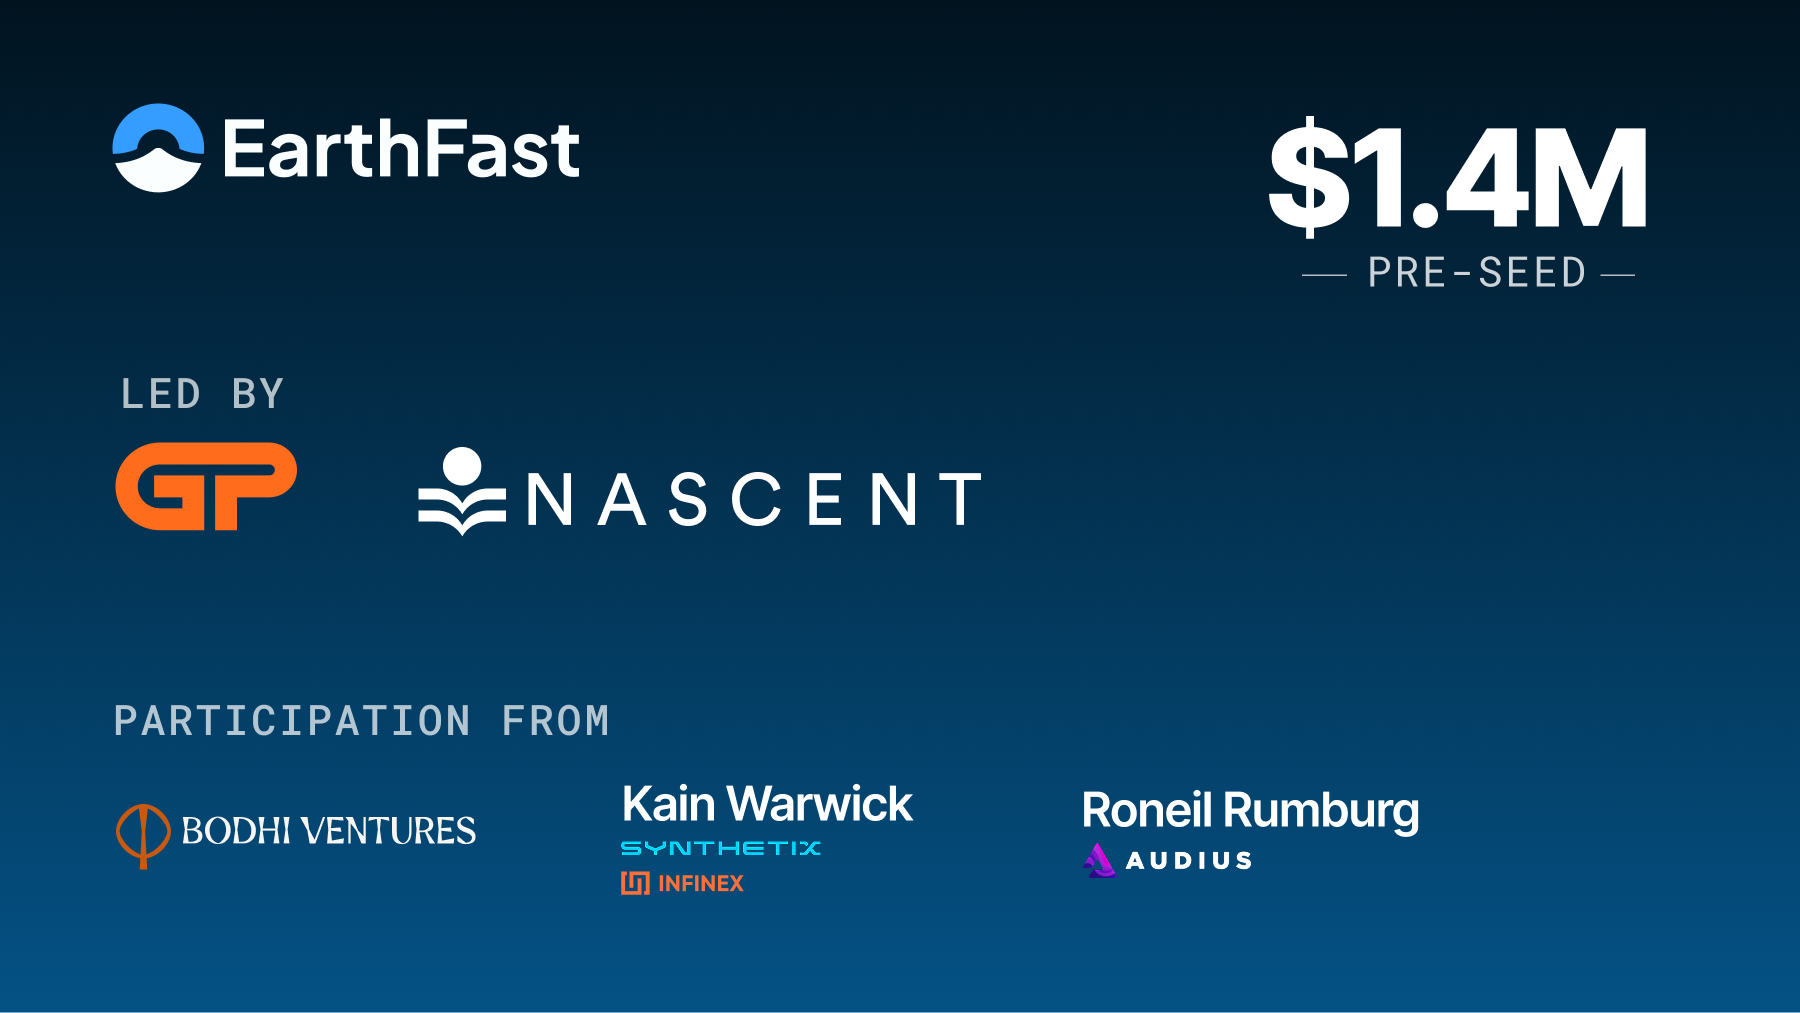 EarthFast
$1.4M
PRE-SEED
LED BY
GP
NASCENT
PARTICIPATION FROM
BODHI VENTURES
Kain Warwick
SYNTHETIX
INFINEX
Roneil Rumburg
AUDIUS